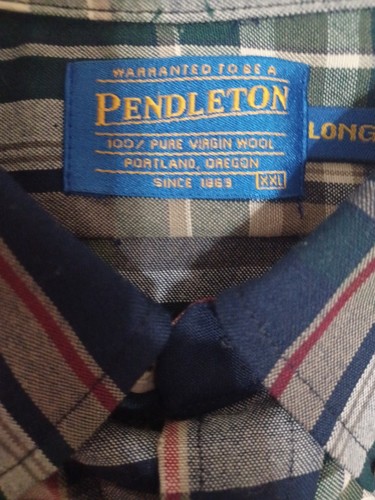 WARRANTED TO BE A
PENDLETON
100% PURE VIRGIN WOOL
PORTLAND, OREGON
SINCE 1863 XXL
LONG